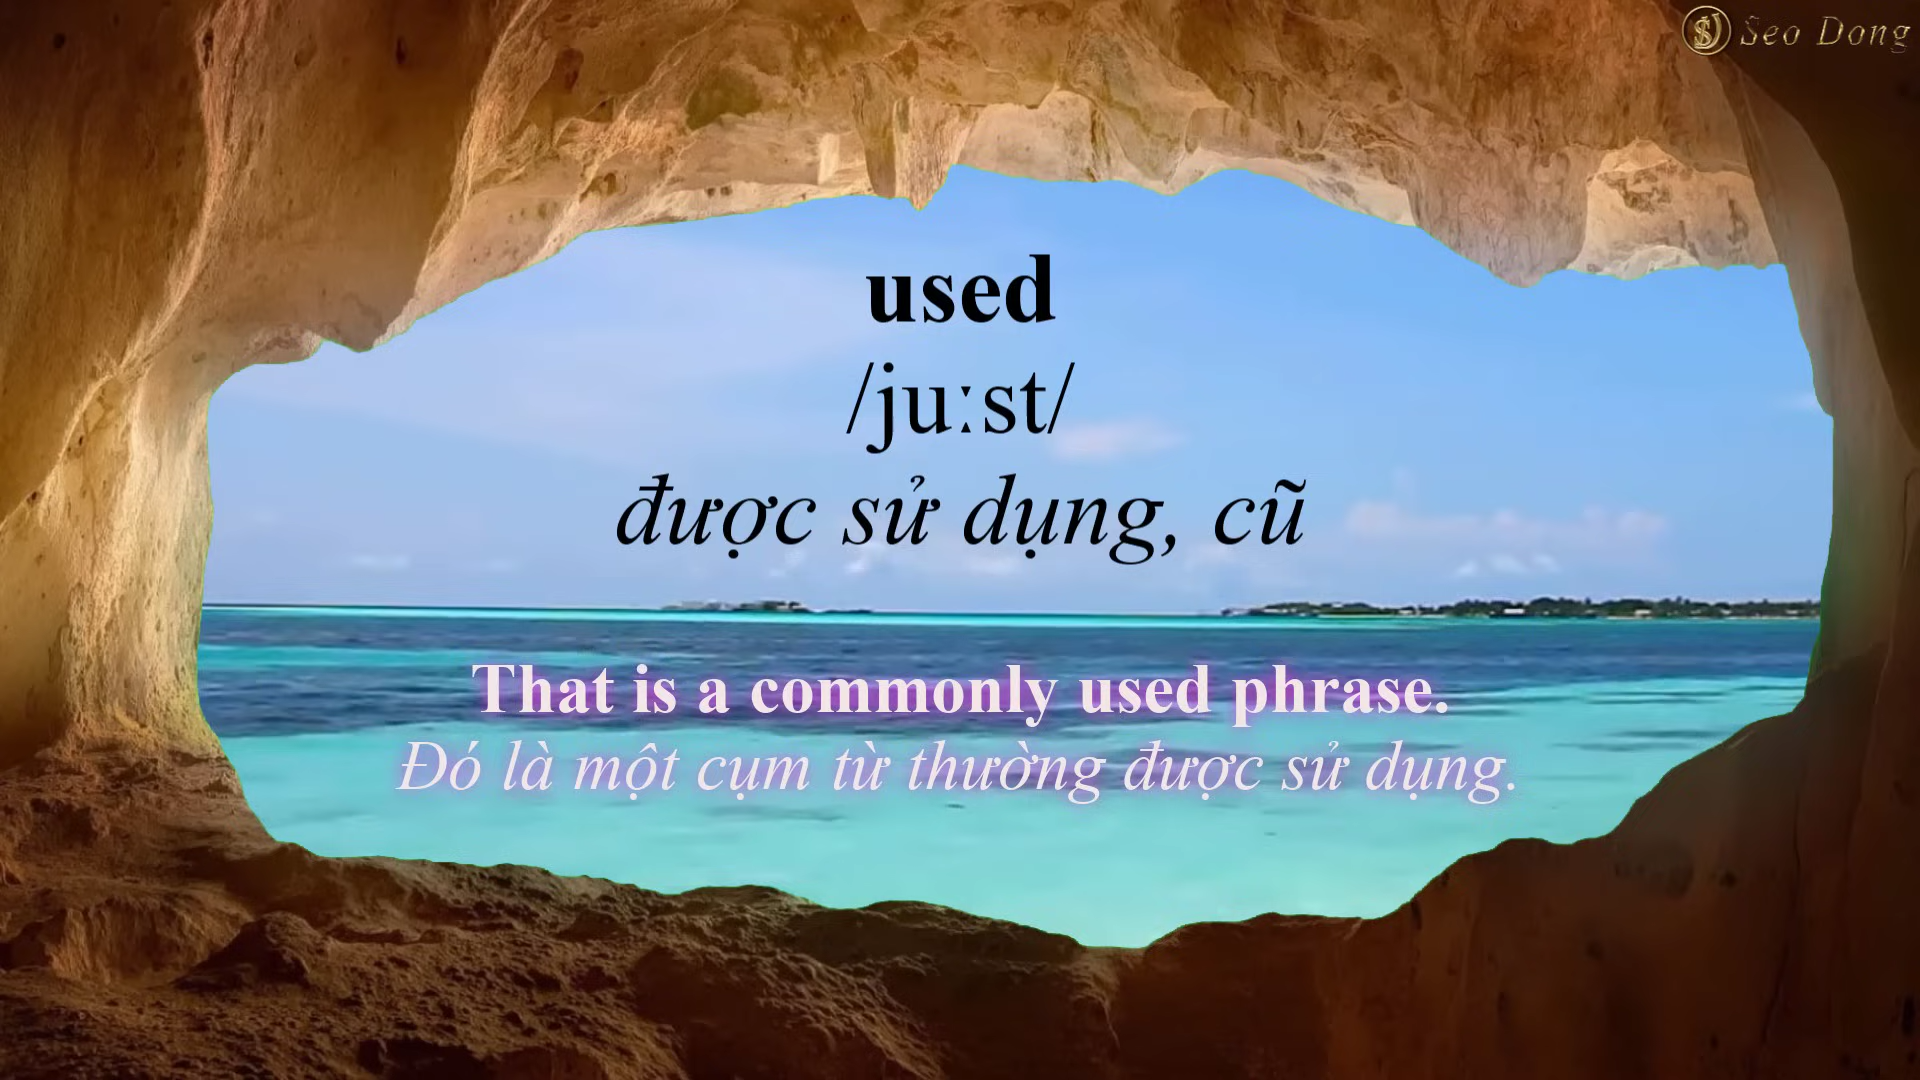 Seo Dong
used
/juːst/
được sử dụng, cũ
That is a commonly used phrase.
Đó là một cụm từ thường được sử dụng.